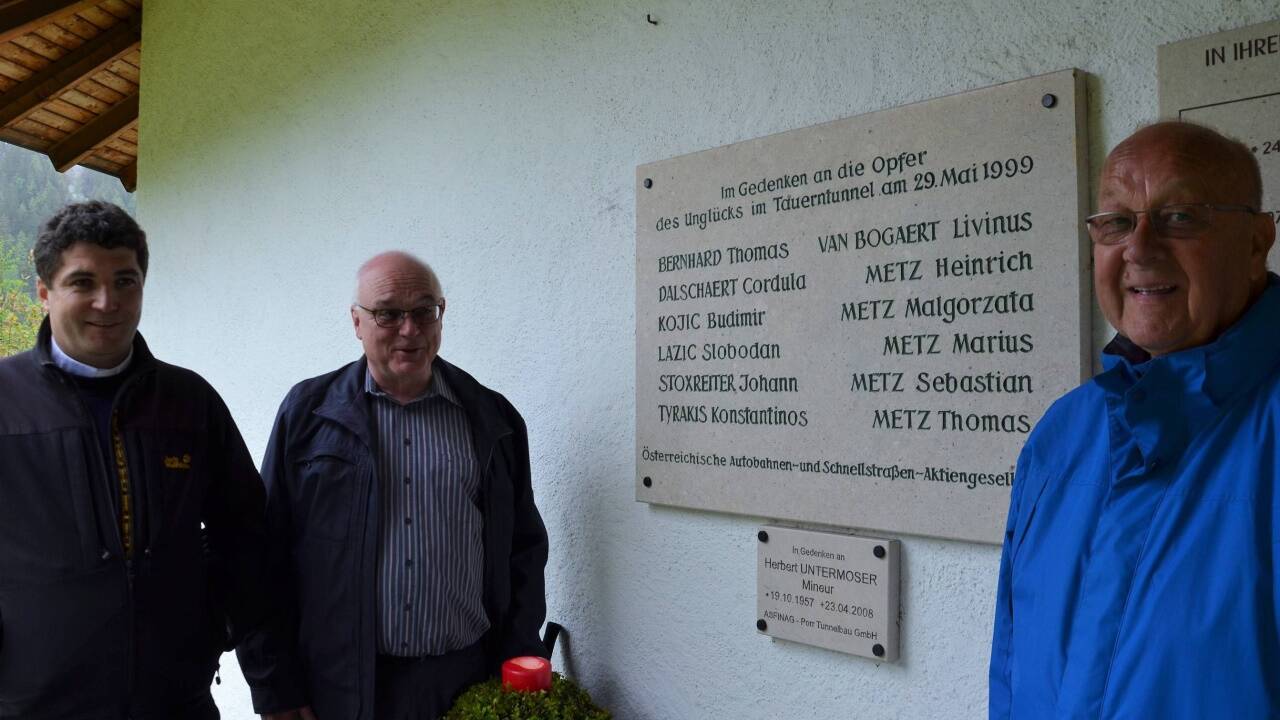 Im Gedenken an die Opfer
des Unglücks im Tauerntunnel am 29. Mai 1999
BERNHARD Thomas
DALSCHAERT Cordula
KOJIC Budimir
LAZIC Slobodan
STOXREITER Johann
TYRAKIS Konstantinos
VAN BOGAERT Livinus
METZ Heinrich
METZ Malgorzata
METZ Marius
METZ Sebastian
METZ Thomas
Österreichische Autobahnen-und Schnellstraßen-Aktiengesell
In Gedenken an
Herbert UNTERMOSER
Mineur
*19.10.1957 +23.04.2008
ASFINAG - Porr Tunnelbau GmbH
IN IHRE
24